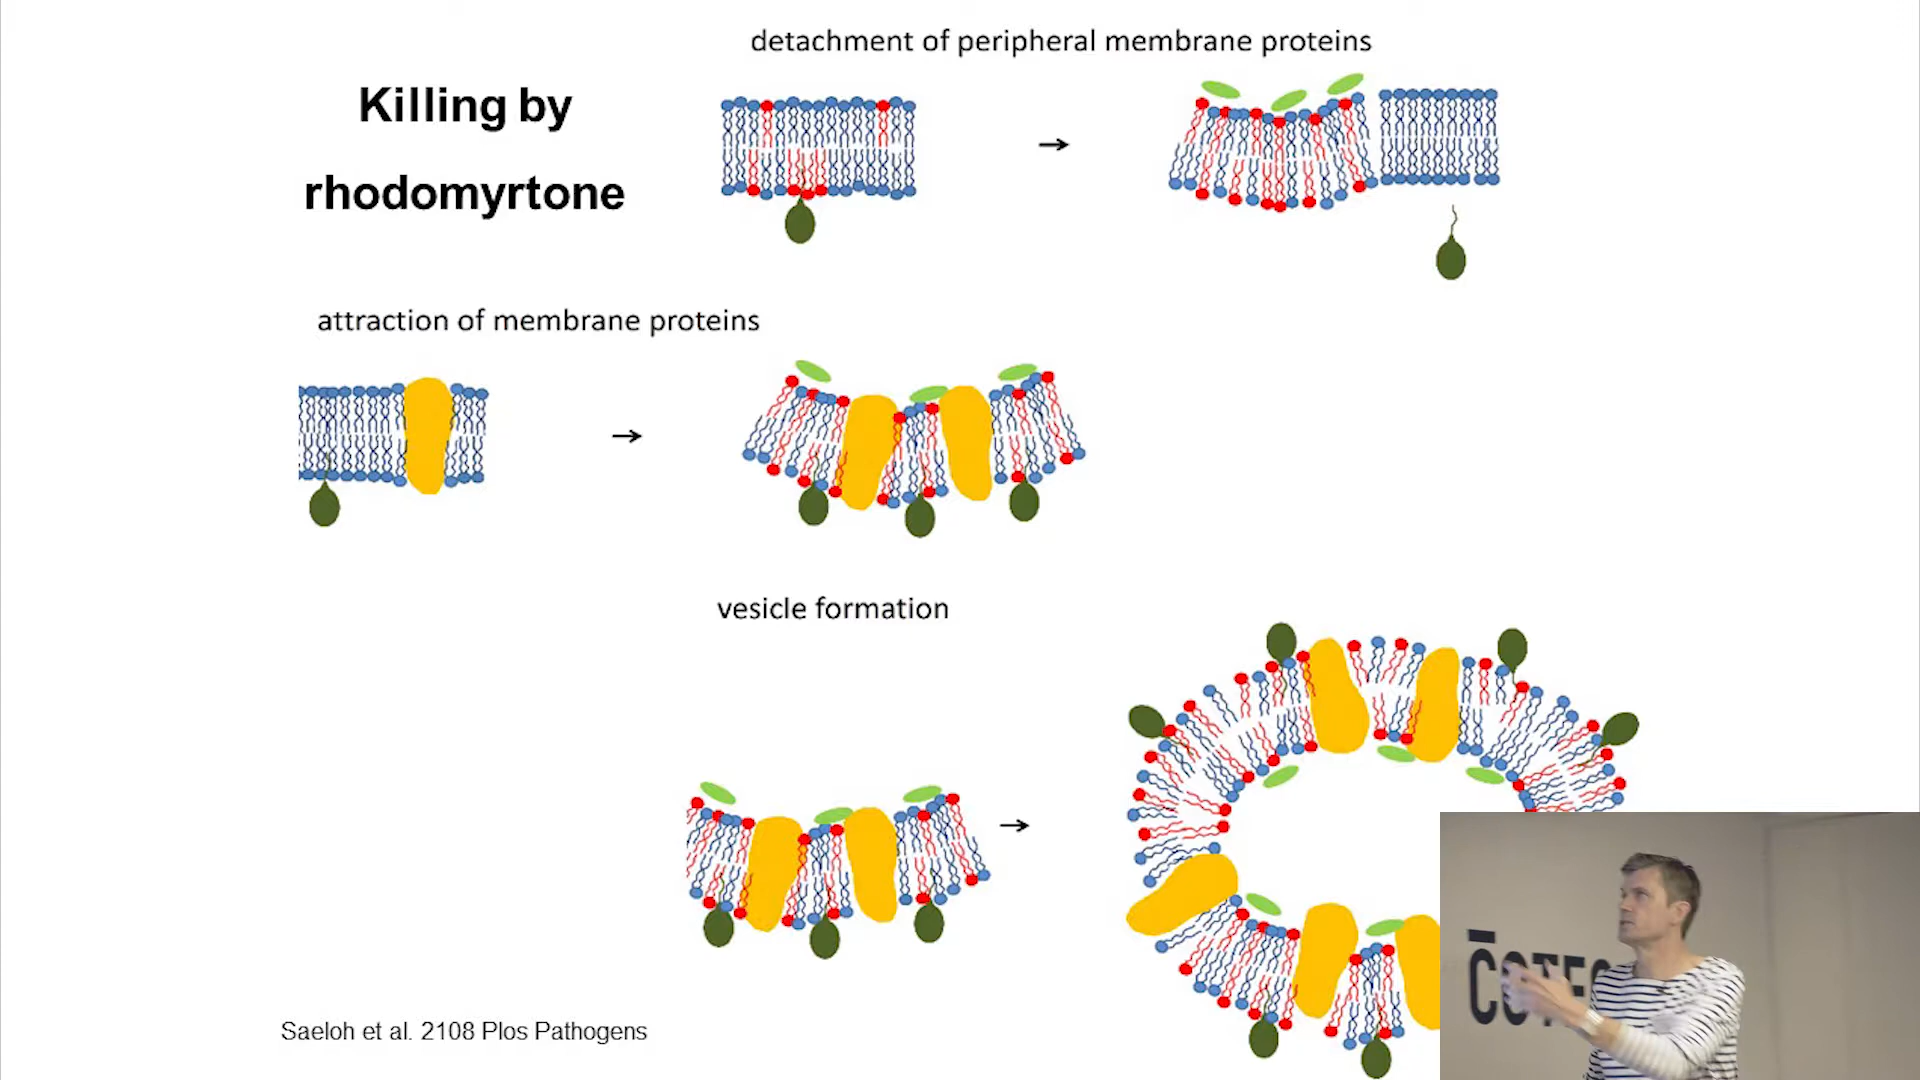 detachment of peripheral membrane proteins
Killing by
rhodomyrtone
attraction of membrane proteins
vesicle formation
Saeloh et al. 2108 Plos Pathogens